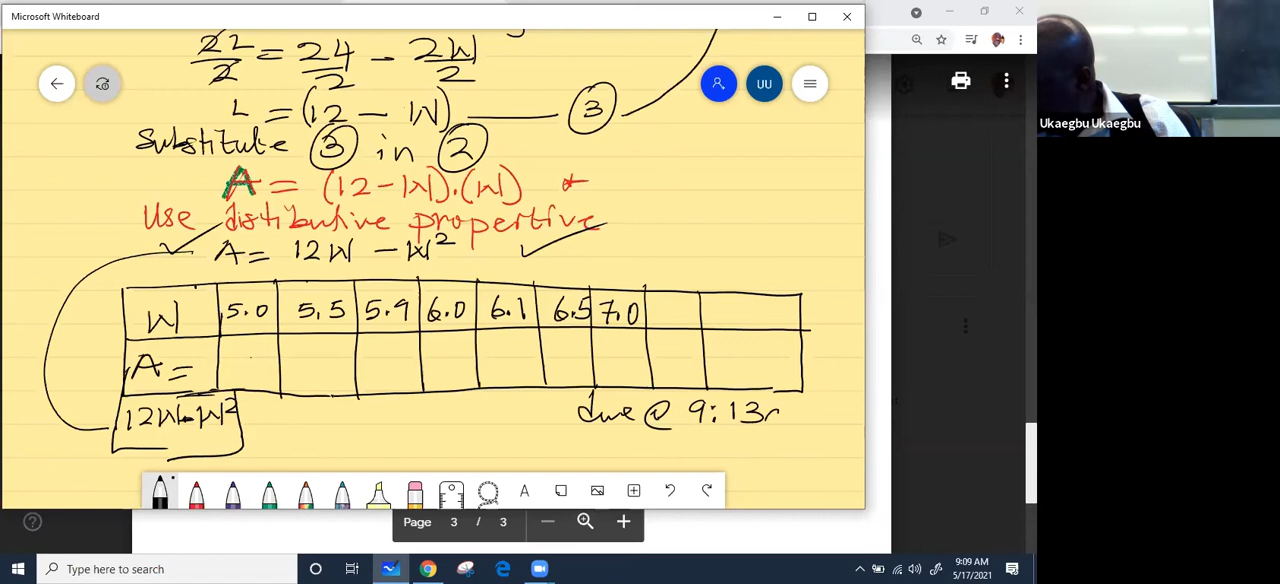 Microsoft Whiteboard
2L/2 = 24/2 - 2W/2
L = (12 - W) ③
Substitute ③ in ②
A = (12-W).(W) *
Use distibutive propertive
A = 12W - W²
W 5.0 5.5 5.9 6.0 6.1 6.5 7.0
A =
12W-W²
due @ 9:13
UU
Ukaegbu Ukaegbu
Page 3 / 3
Type here to search
9:09 AM
5/17/2021